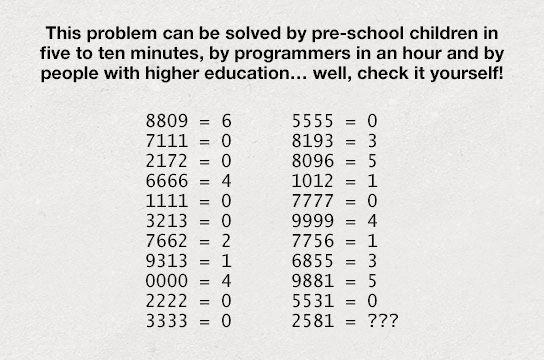 This problem can be solved by pre-school children in
five to ten minutes, by programmers in an hour and by
people with higher education... well, check it yourself!
8809 = 6 5555 = 0
7111 = 0 8193 = 3
2172 = 0 8096 = 5
6666 = 4 1012 = 1
1111 = 0 7777 = 0
3213 = 0 9999 = 4
7662 = 2 7756 = 1
9313 = 1 6855 = 3
0000 = 4 9881 = 5
2222 = 0 5531 = 0
3333 = 0 2581 = ???